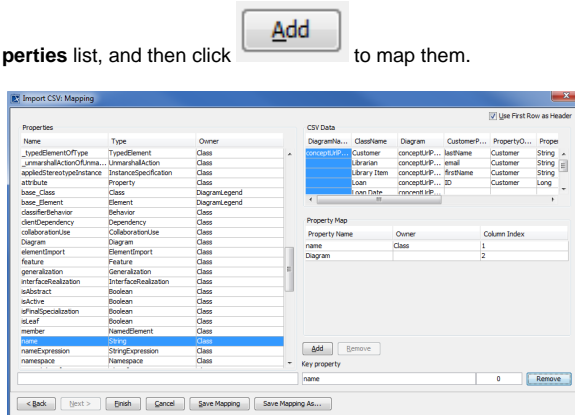 Add
perties list, and then click to map them.
Import CSV: Mapping
Use First Row as Header
Properties
Name Type Owner
_typedElementOfType TypedElement Class
_unmarshallActionOfUnma... UnmarshallAction Class
appliedStereotypeInstance InstanceSpecification Class
attribute Property Class
base_Class Class DiagramLegend
base_Element Element DiagramLegend
classifierBehavior Behavior Class
clientDependency Dependency Class
collaborationUse CollaborationUse Class
Diagram Diagram Class
elementImport ElementImport Class
feature Feature Class
generalization Generalization Class
interfaceRealization InterfaceRealization Class
isAbstract Boolean Class
isActive Boolean Class
isFinalSpecialization Boolean Class
isLeaf Boolean Class
member NamedElement Class
name String Class
nameExpression StringExpression Class
namespace Namespace Class
CSV Data
DiagramNa... ClassName Diagram CustomerP... PropertyO... Proper
conceptUrlP... Customer conceptUrlP... lastName Customer String
Librarian conceptUrlP... email Customer String
Library Item conceptUrlP... firstName Customer String
Loan conceptUrlP... ID Customer Long
Loan Date conceptUrlP...
Property Map
Property Name Owner Column Index
name Class 1
Diagram 2
Add Remove
Key property
name 0 Remove
< Back Next > Finish Cancel Save Mapping Save Mapping As...